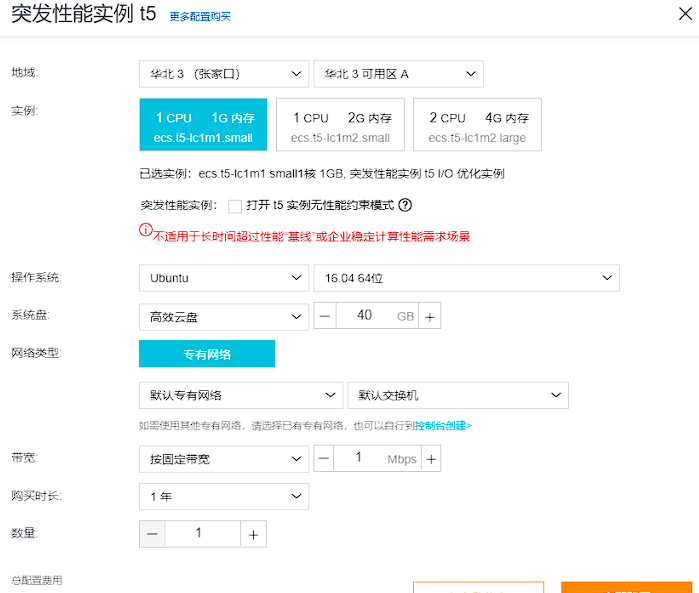 突发性能实例 t5 更多配置购买
地域: 华北 3 （张家口） 华北 3 可用区 A
实例: 1 CPU 1G 内存 1 CPU 2G 内存 2 CPU 4G 内存
ecs.t5-lc1m1.small ecs.t5-lc1m2.small ecs.t5-lc1m2.large
已选实例：ecs.t5-lc1m1.small1核 1GB, 突发性能实例 t5 I/O 优化实例
突发性能实例: 打开 t5 实例无性能约束模式
不适用于长时间超过性能“基线”或企业稳定计算性能需求场景
操作系统: Ubuntu 16.04 64位
系统盘: 高效云盘 40 GB
网络类型: 专有网络
默认专有网络 默认交换机
如需使用其他专有网络，请选择已有专有网络，也可以自行到控制台创建>
带宽: 按固定带宽 1 Mbps
购买时长: 1 年
数量: 1
总配置费用